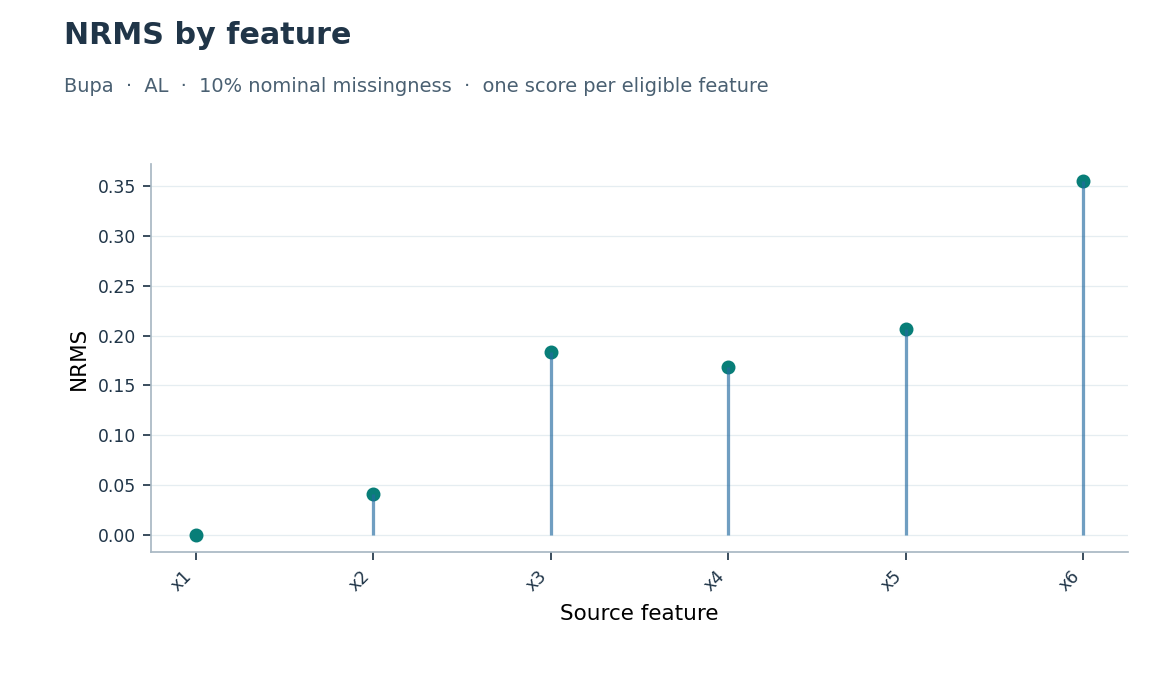 NRMS by feature
Bupa · AL · 10% nominal missingness · one score per eligible feature
0.35
0.30
0.25
0.20
0.15
0.10
0.05
0.00
NRMS
x1 x2 x3 x4 x5 x6
Source feature